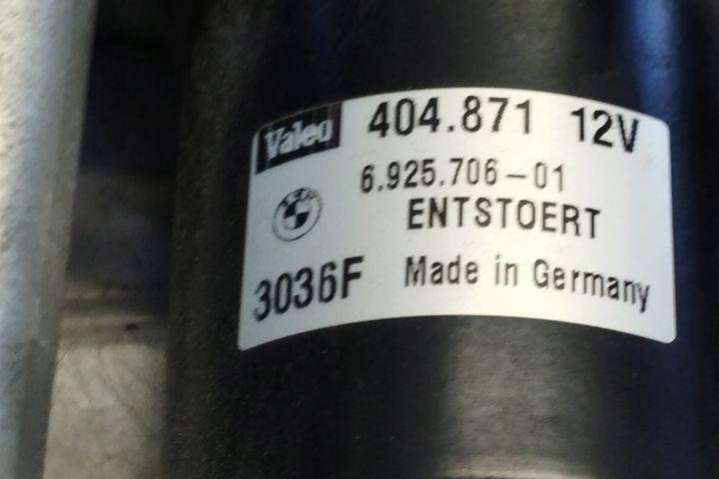 Valeo 404.871 12V
6.925.706-01
ENTSTOERT
3036F Made in Germany